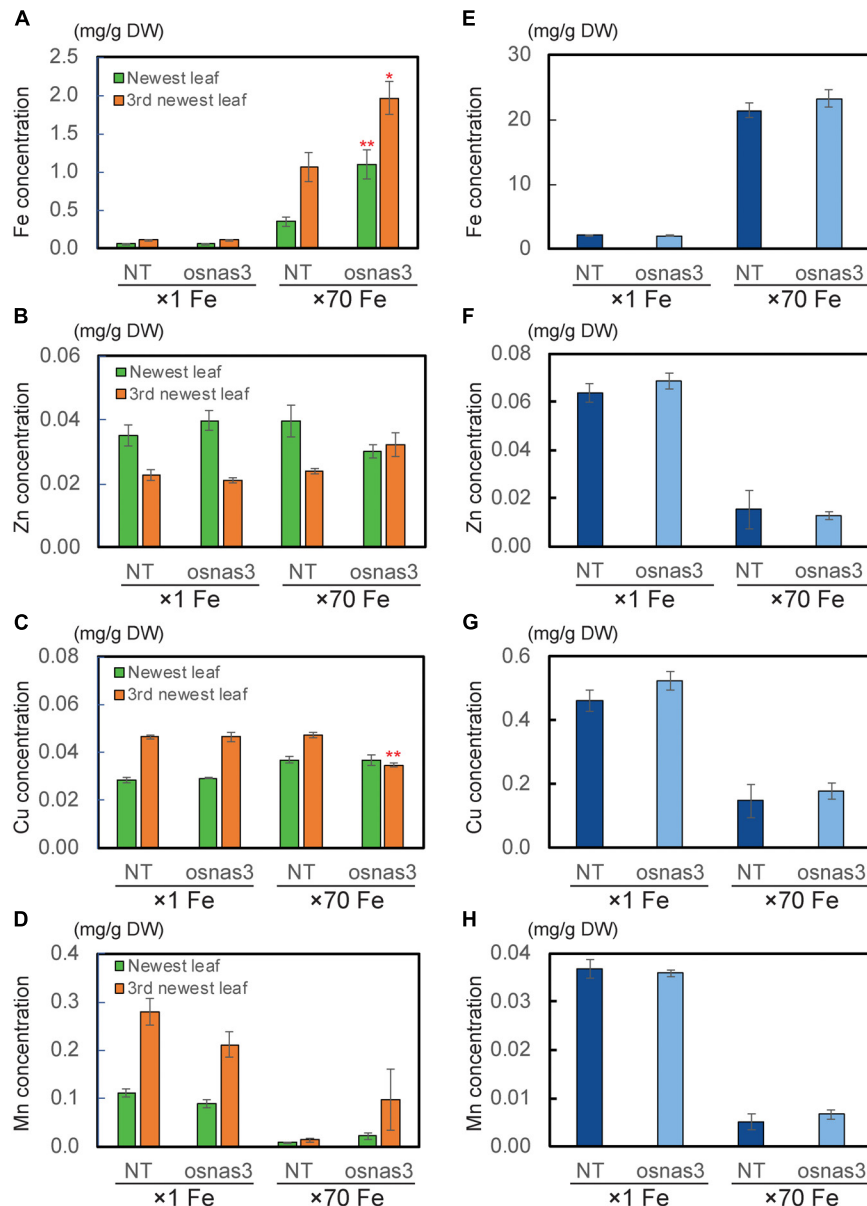 A
(mg/g DW)
Fe concentration
2.5
2.0
1.5
1.0
0.5
0.0
Newest leaf
3rd newest leaf
*
**
NT osnas3 NT osnas3
×1 Fe ×70 Fe
E
(mg/g DW)
Fe concentration
30
20
10
0
NT osnas3 NT osnas3
×1 Fe ×70 Fe
B
(mg/g DW)
Zn concentration
0.06
0.04
0.02
0.00
Newest leaf
3rd newest leaf
NT osnas3 NT osnas3
×1 Fe ×70 Fe
F
(mg/g DW)
Zn concentration
0.08
0.06
0.04
0.02
0.00
NT osnas3 NT osnas3
×1 Fe ×70 Fe
C
(mg/g DW)
Cu concentration
0.08
0.06
0.04
0.02
0.00
Newest leaf
3rd newest leaf
**
NT osnas3 NT osnas3
×1 Fe ×70 Fe
G
(mg/g DW)
Cu concentration
0.6
0.4
0.2
0.0
NT osnas3 NT osnas3
×1 Fe ×70 Fe
D
(mg/g DW)
Mn concentration
0.4
0.3
0.2
0.1
0.0
Newest leaf
3rd newest leaf
NT osnas3 NT osnas3
×1 Fe ×70 Fe
H
(mg/g DW)
Mn concentration
0.04
0.03
0.02
0.01
0.00
NT osnas3 NT osnas3
×1 Fe ×70 Fe